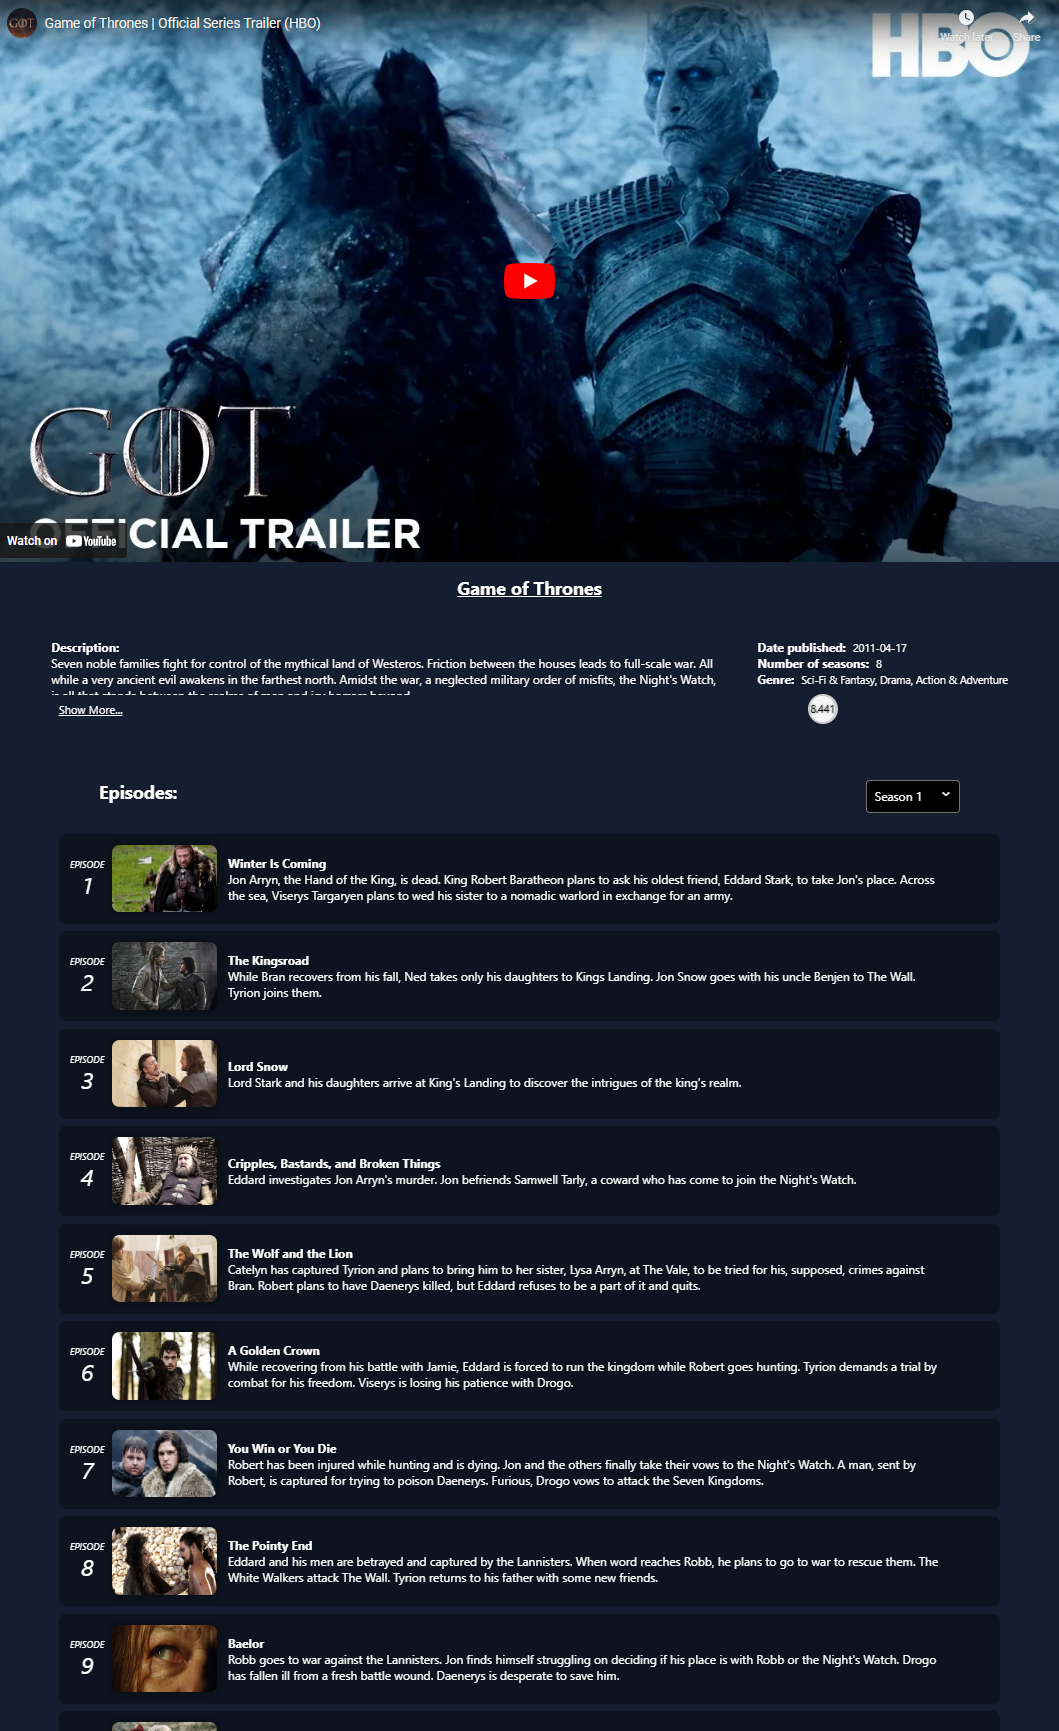 GOT
Game of Thrones | Official Series Trailer (HBO)
Watch later
Share
HBO
GOT
OFFICIAL TRAILER
Watch on YouTube
Game of Thrones
Description:
Seven noble families fight for control of the mythical land of Westeros. Friction between the houses leads to full-scale war. All
while a very ancient evil awakens in the farthest north. Amidst the war, a neglected military order of misfits, the Night's Watch,
is all that stands between the realms of men and icy horrors beyond.
Show More...
Date published: 2011-04-17
Number of seasons: 8
Genre: Sci-Fi & Fantasy, Drama, Action & Adventure
8.441
Episodes:
Season 1
EPISODE
1
Winter Is Coming
Jon Arryn, the Hand of the King, is dead. King Robert Baratheon plans to ask his oldest friend, Eddard Stark, to take Jon's place. Across
the sea, Viserys Targaryen plans to wed his sister to a nomadic warlord in exchange for an army.
EPISODE
2
The Kingsroad
While Bran recovers from his fall, Ned takes only his daughters to Kings Landing. Jon Snow goes with his uncle Benjen to The Wall.
Tyrion joins them.
EPISODE
3
Lord Snow
Lord Stark and his daughters arrive at King's Landing to discover the intrigues of the king's realm.
EPISODE
4
Cripples, Bastards, and Broken Things
Eddard investigates Jon Arryn's murder. Jon befriends Samwell Tarly, a coward who has come to join the Night's Watch.
EPISODE
5
The Wolf and the Lion
Catelyn has captured Tyrion and plans to bring him to her sister, Lysa Arryn, at The Vale, to be tried for his, supposed, crimes against
Bran. Robert plans to have Daenerys killed, but Eddard refuses to be a part of it and quits.
EPISODE
6
A Golden Crown
While recovering from his battle with Jamie, Eddard is forced to run the kingdom while Robert goes hunting. Tyrion demands a trial by
combat for his freedom. Viserys is losing his patience with Drogo.
EPISODE
7
You Win or You Die
Robert has been injured while hunting and is dying. Jon and the others finally take their vows to the Night's Watch. A man, sent by
Robert, is captured for trying to poison Daenerys. Furious, Drogo vows to attack the Seven Kingdoms.
EPISODE
8
The Pointy End
Eddard and his men are betrayed and captured by the Lannisters. When word reaches Robb, he plans to go to war to rescue them. The
White Walkers attack The Wall. Tyrion returns to his father with some new friends.
EPISODE
9
Baelor
Robb goes to war against the Lannisters. Jon finds himself struggling on deciding if his place is with Robb or the Night's Watch. Drogo
has fallen ill from a fresh battle wound. Daenerys is desperate to save him.